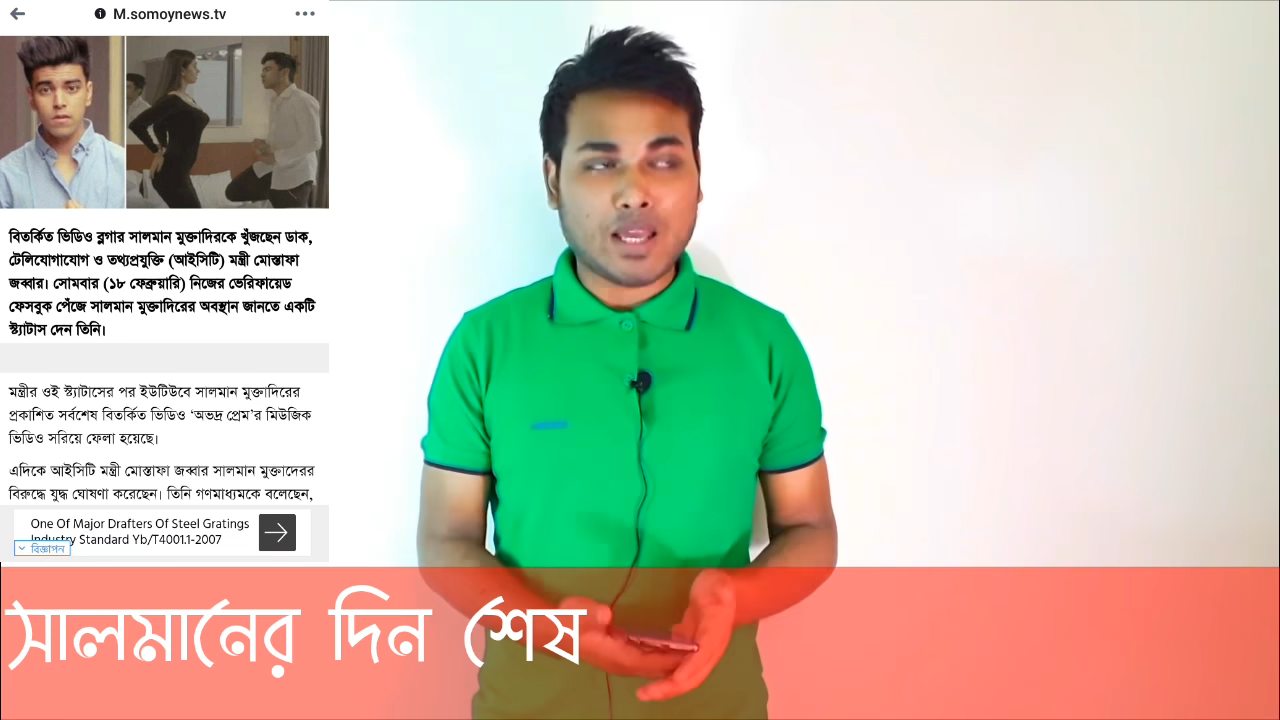 M.somoynews.tv
বিতর্কিত ভিডিও ব্লগার সালমান মুক্তাদিরকে খুঁজছেন ডাক,
টেলিযোগাযোগ ও তথ্যপ্রযুক্তি (আইসিটি) মন্ত্রী মোস্তাফা
জব্বার। সোমবার (১৮ ফেব্রুয়ারি) নিজের ভেরিফায়েড
ফেসবুক পেঁজে সালমান মুক্তাদিরের অবস্থান জানতে একটি
স্ট্যাটাস দেন তিনি।
মন্ত্রীর ওই স্ট্যাটাসের পর ইউটিউবে সালমান মুক্তাদিরের
প্রকাশিত সর্বশেষ বিতর্কিত ভিডিও ‘অভদ্র প্রেম’র মিউজিক
ভিডিও সরিয়ে ফেলা হয়েছে।
এদিকে আইসিটি মন্ত্রী মোস্তাফা জব্বার সালমান মুক্তাদেরর
বিরুদ্ধে যুদ্ধ ঘোষণা করেছেন। তিনি গণমাধ্যমকে বলেছেন,
One Of Major Drafters Of Steel Gratings
Industry Standard Yb/T4001.1-2007
বিজ্ঞাপন
সালমানের দিন শেষ